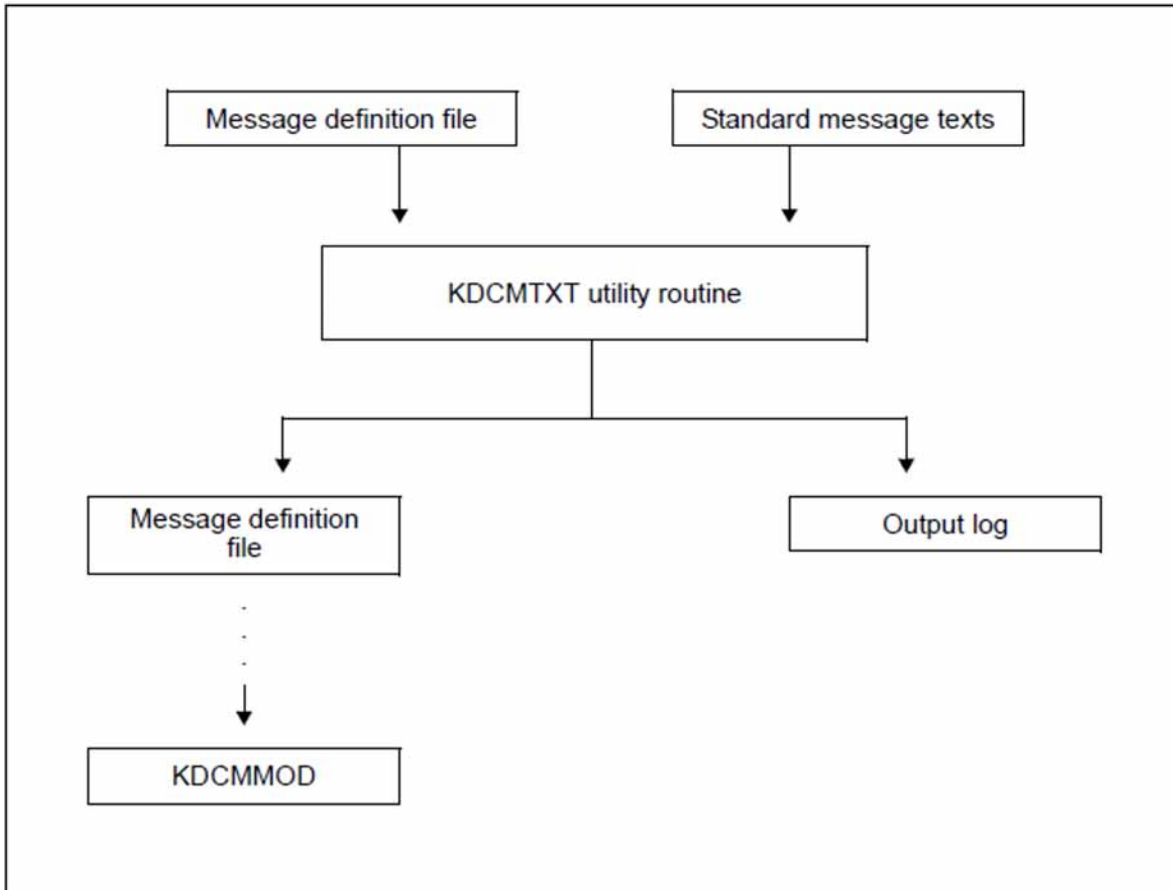 Message definition file
Standard message texts
KDCMTXT utility routine
Message definition
file
Output log
KDCMMOD